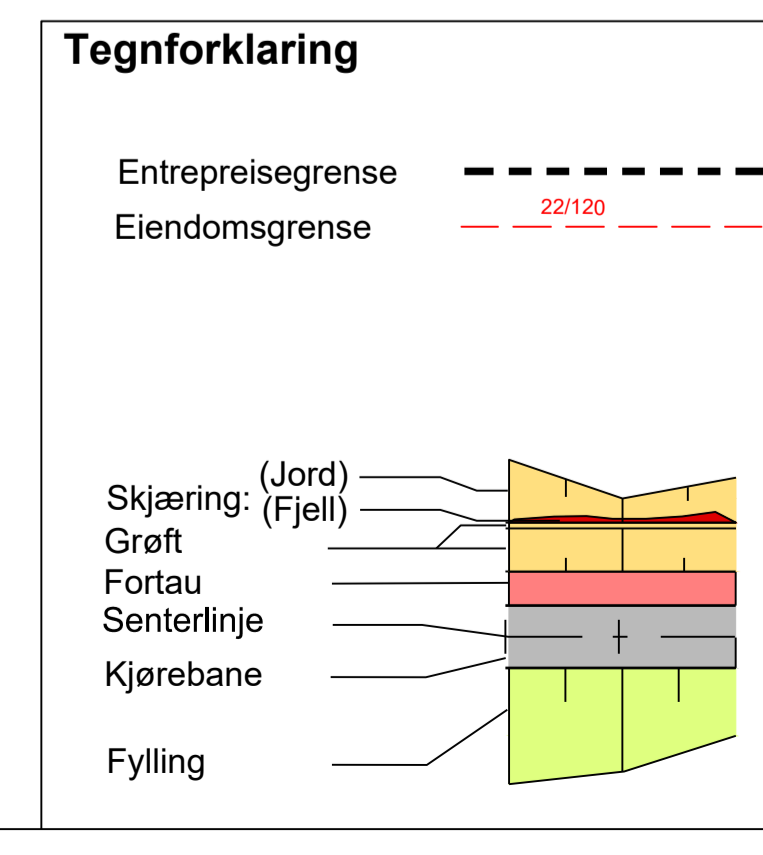 Tegnforklaring
Entrepreisegrense
22/120
Eiendomsgrense
(Jord)
Skjæring:
(Fjell)
Grøft
Fortau
Senterlinje
Kjørebane
Fylling